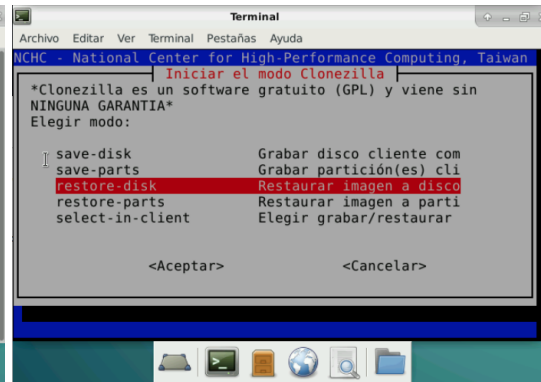 Terminal
Archivo Editar Ver Terminal Pestañas Ayuda
NCHC - National Center for High-Performance Computing, Taiwan
Iniciar el modo Clonezilla
*Clonezilla es un software gratuito (GPL) y viene sin
NINGUNA GARANTIA*
Elegir modo:
save-disk Grabar disco cliente com
save-parts Grabar partición(es) cli
restore-disk Restaurar imagen a disco
restore-parts Restaurar imagen a parti
select-in-client Elegir grabar/restaurar
<Aceptar> <Cancelar>